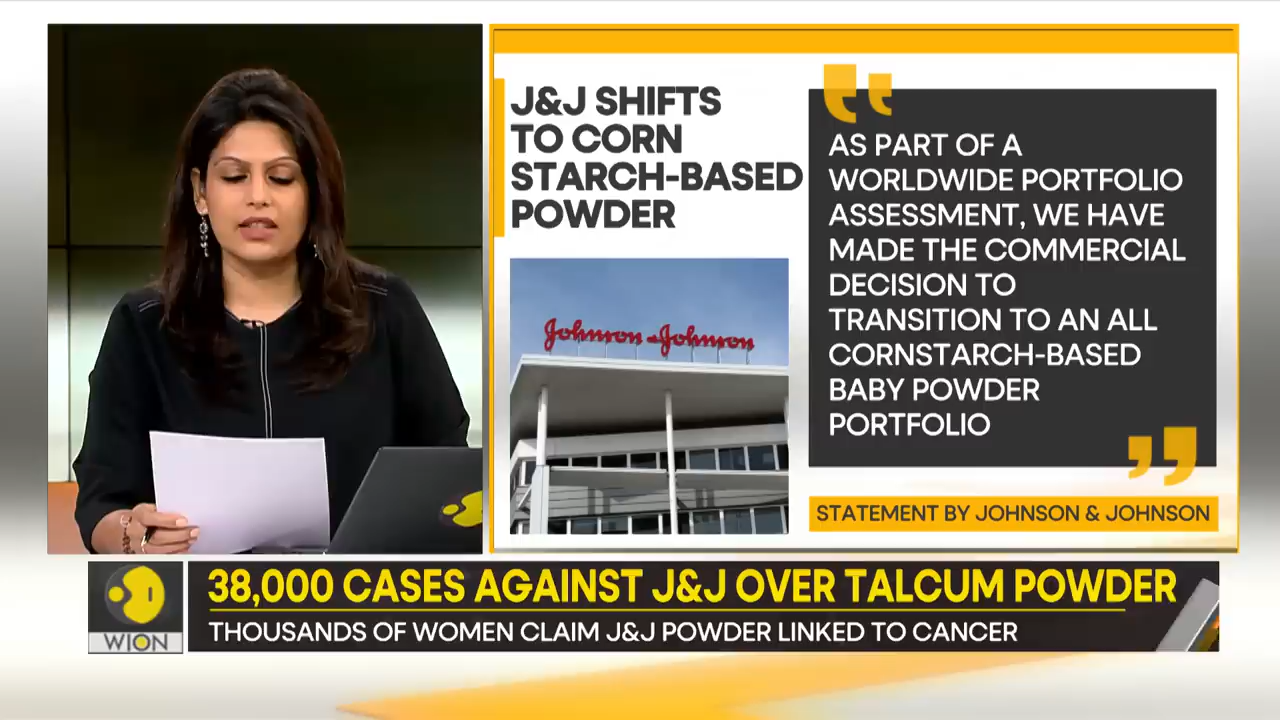 J&J SHIFTS
TO CORN
STARCH-BASED
POWDER
Johnson & Johnson
AS PART OF A
WORLDWIDE PORTFOLIO
ASSESSMENT, WE HAVE
MADE THE COMMERCIAL
DECISION TO
TRANSITION TO AN ALL
CORNSTARCH-BASED
BABY POWDER
PORTFOLIO
STATEMENT BY JOHNSON & JOHNSON
38,000 CASES AGAINST J&J OVER TALCUM POWDER
THOUSANDS OF WOMEN CLAIM J&J POWDER LINKED TO CANCER
WION